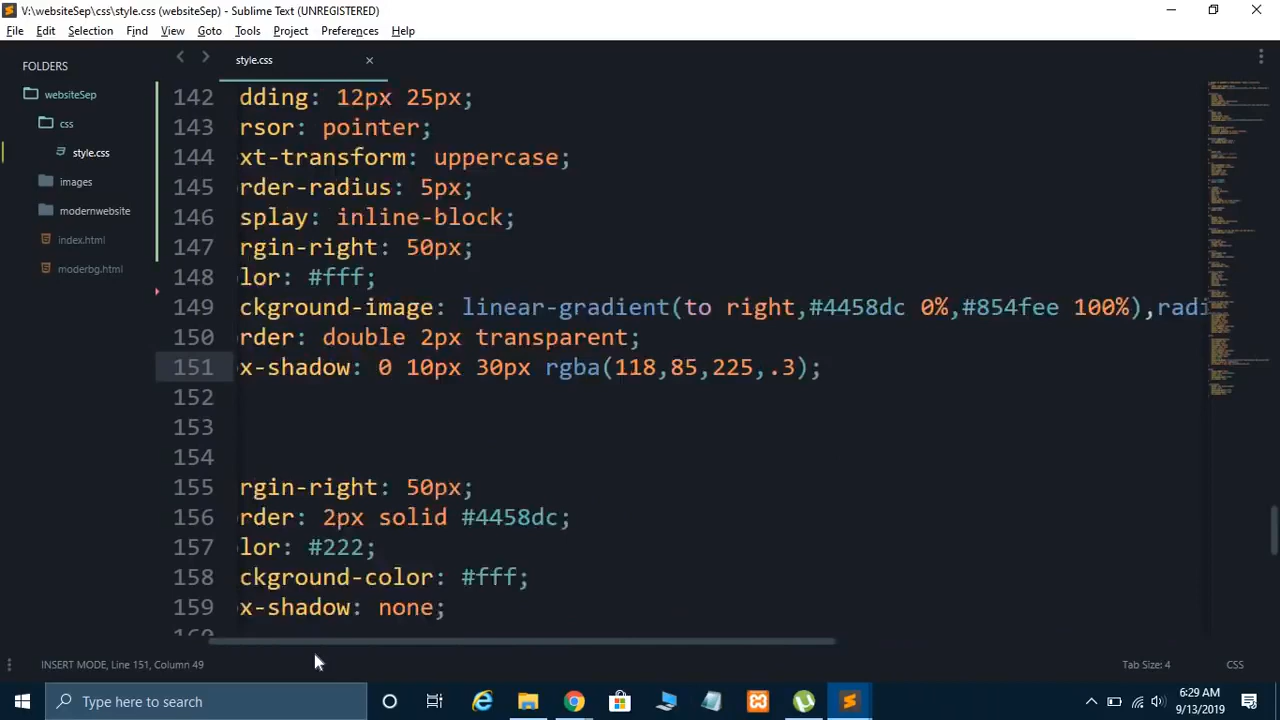 V:\websiteSep\css\style.css (websiteSep) - Sublime Text (UNREGISTERED)
File Edit Selection Find View Goto Tools Project Preferences Help
FOLDERS
websiteSep
css
style.css
images
modernwebsite
index.html
moderbg.html
style.css
142 dding: 12px 25px;
143 rsor: pointer;
144 xt-transform: uppercase;
145 rder-radius: 5px;
146 splay: inline-block;
147 rgin-right: 50px;
148 lor: #fff;
149 ckground-image: linear-gradient(to right,#4458dc 0%,#854fee 100%),radi
150 rder: double 2px transparent;
151 x-shadow: 0 10px 30px rgba(118,85,225,.3);
152
153
154
155 rgin-right: 50px;
156 rder: 2px solid #4458dc;
157 lor: #222;
158 ckground-color: #fff;
159 x-shadow: none;
160
INSERT MODE, Line 151, Column 49
Tab Size: 4
CSS
Type here to search
6:29 AM
9/13/2019